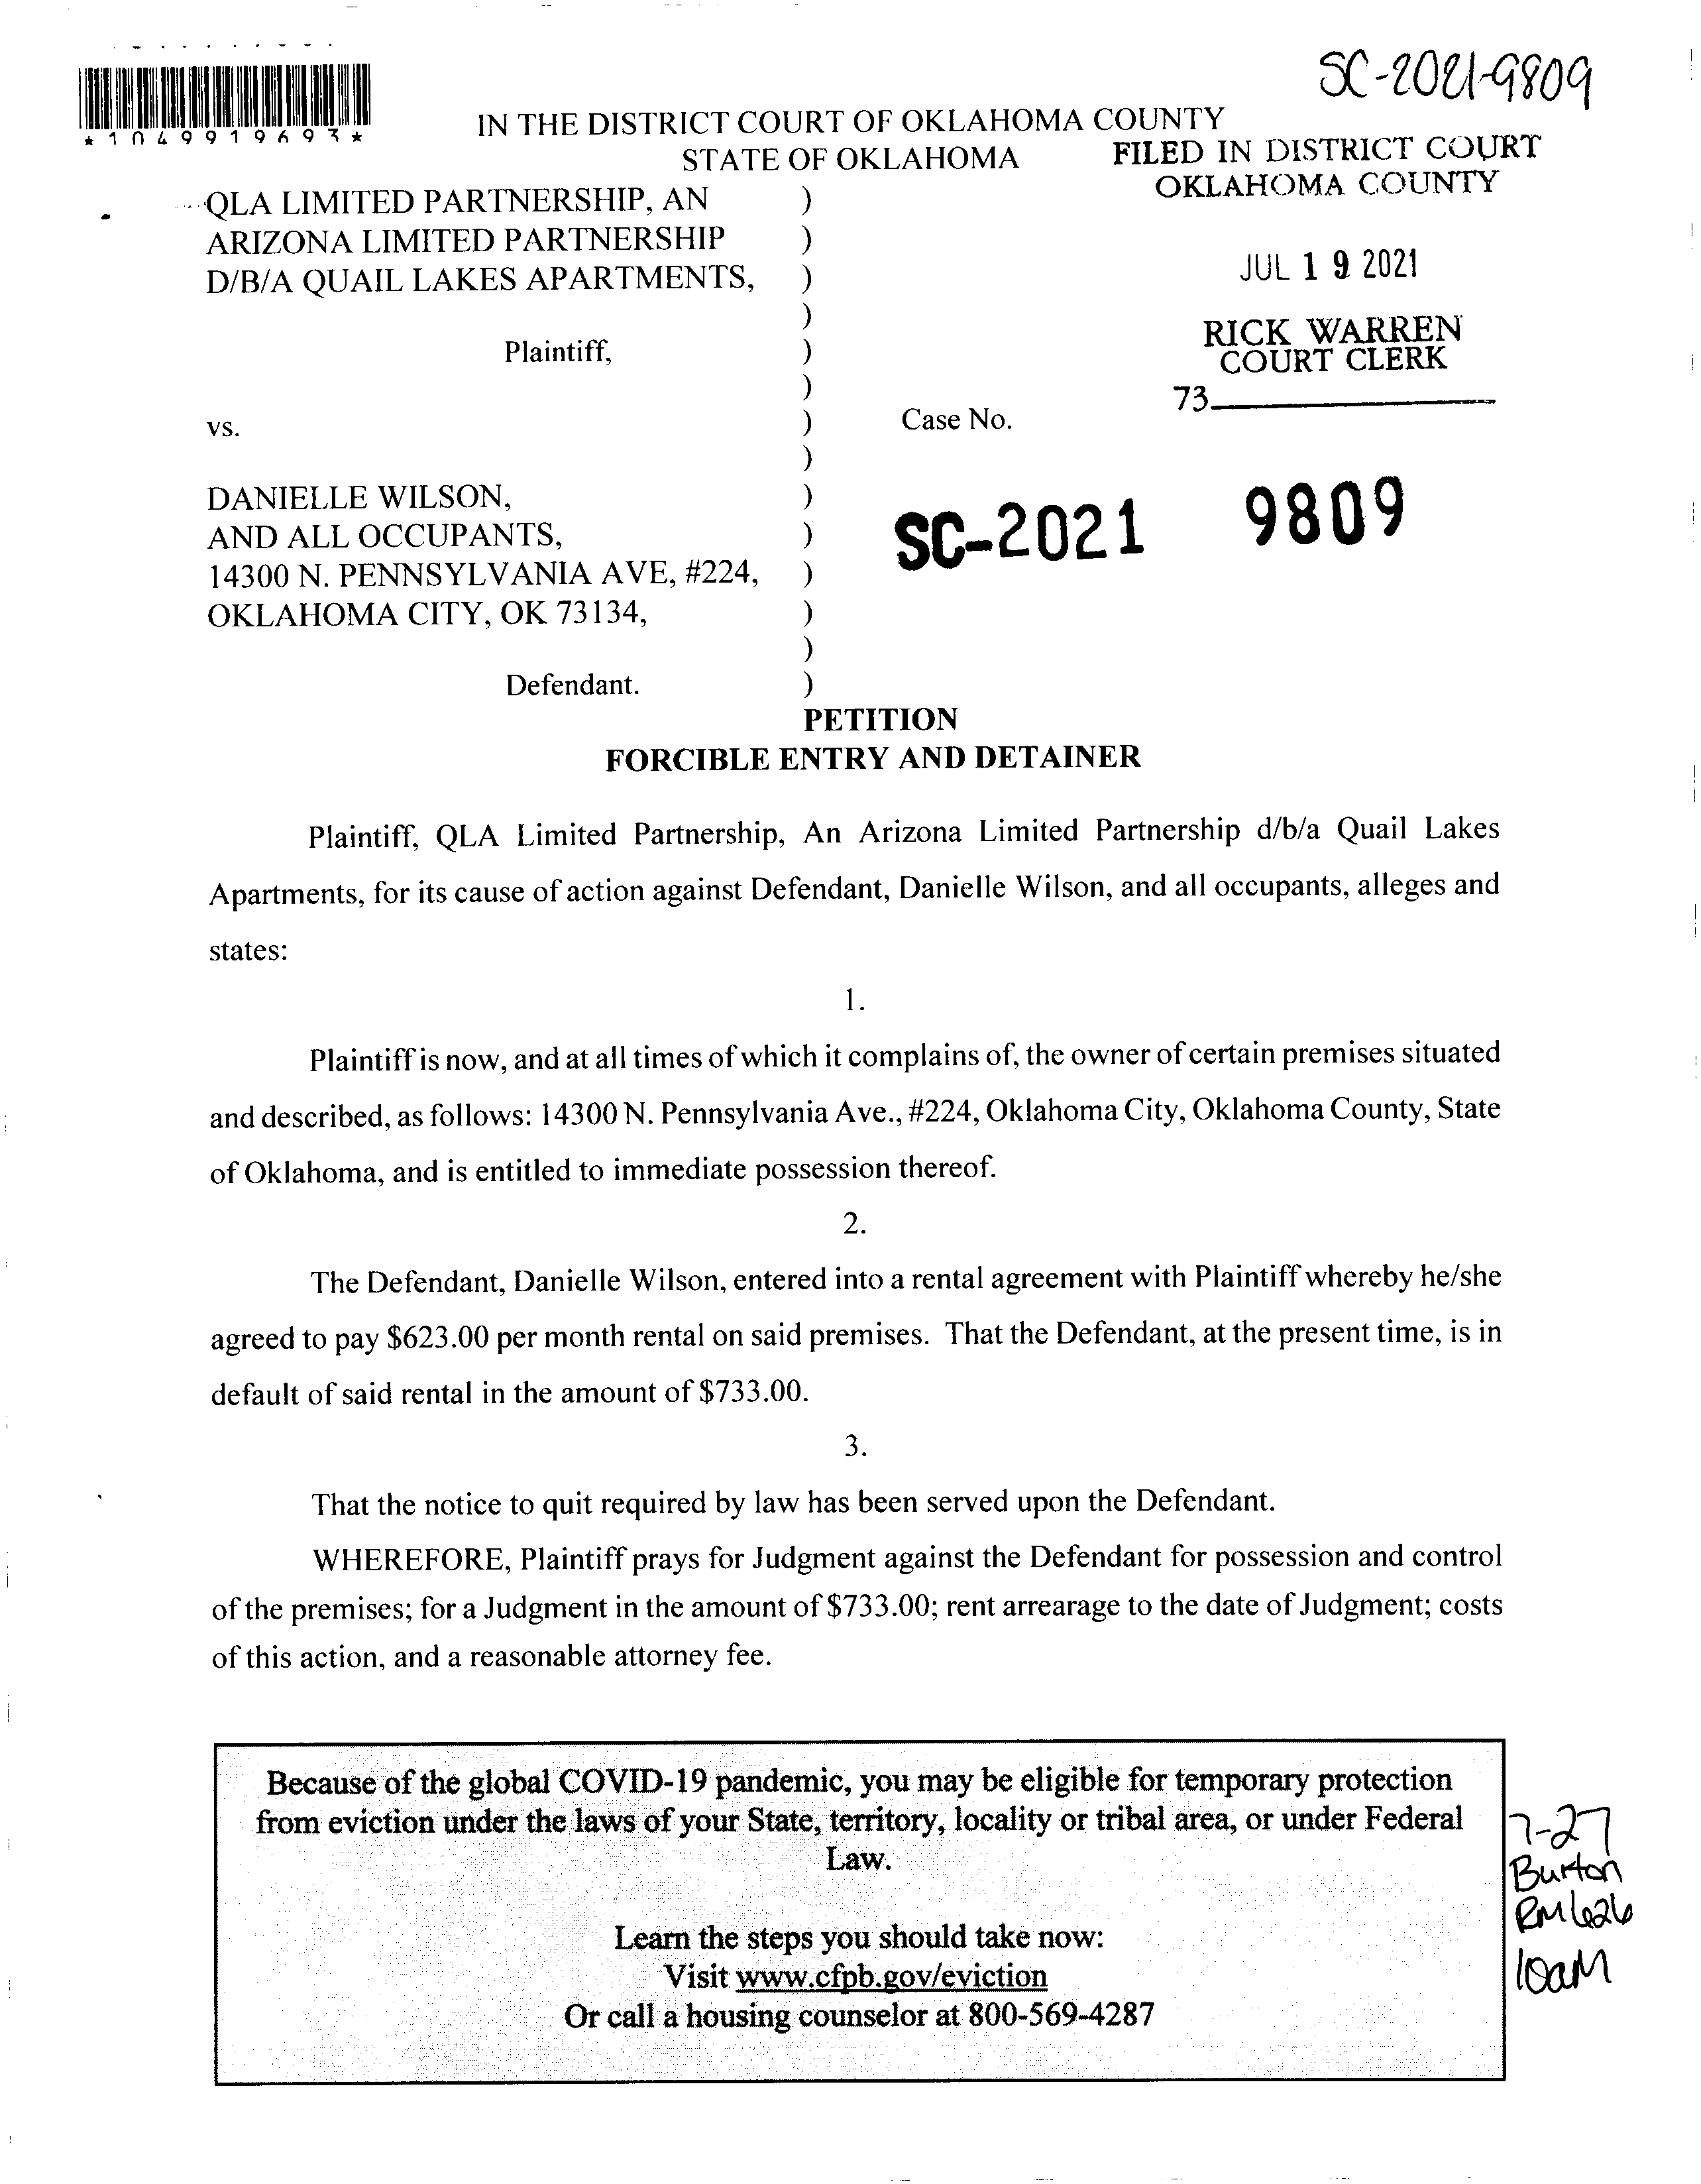 SC-2021-9809
*1049919693*
IN THE DISTRICT COURT OF OKLAHOMA COUNTY
STATE OF OKLAHOMA
FILED IN DISTRICT COURT
OKLAHOMA COUNTY
JUL 19 2021
RICK WARREN
COURT CLERK
73
QLA LIMITED PARTNERSHIP, AN )
ARIZONA LIMITED PARTNERSHIP )
D/B/A QUAIL LAKES APARTMENTS, )
)
Plaintiff, )
)
vs. ) Case No.
)
DANIELLE WILSON, )
AND ALL OCCUPANTS, ) SC-2021 9809
14300 N. PENNSYLVANIA AVE, #224, )
OKLAHOMA CITY, OK 73134, )
)
Defendant. )
PETITION
FORCIBLE ENTRY AND DETAINER
Plaintiff, QLA Limited Partnership, An Arizona Limited Partnership d/b/a Quail Lakes
Apartments, for its cause of action against Defendant, Danielle Wilson, and all occupants, alleges and
states:
1.
Plaintiff is now, and at all times of which it complains of, the owner of certain premises situated
and described, as follows: 14300 N. Pennsylvania Ave., #224, Oklahoma City, Oklahoma County, State
of Oklahoma, and is entitled to immediate possession thereof.
2.
The Defendant, Danielle Wilson, entered into a rental agreement with Plaintiff whereby he/she
agreed to pay $623.00 per month rental on said premises. That the Defendant, at the present time, is in
default of said rental in the amount of $733.00.
3.
That the notice to quit required by law has been served upon the Defendant.
WHEREFORE, Plaintiff prays for Judgment against the Defendant for possession and control
of the premises; for a Judgment in the amount of $733.00; rent arrearage to the date of Judgment; costs
of this action, and a reasonable attorney fee.
Because of the global COVID-19 pandemic, you may be eligible for temporary protection
from eviction under the laws of your State, territory, locality or tribal area, or under Federal
Law.
Learn the steps you should take now:
Visit www.cfpb.gov/eviction
Or call a housing counselor at 800-569-4287
7-27
Burton
RM 626
10AM